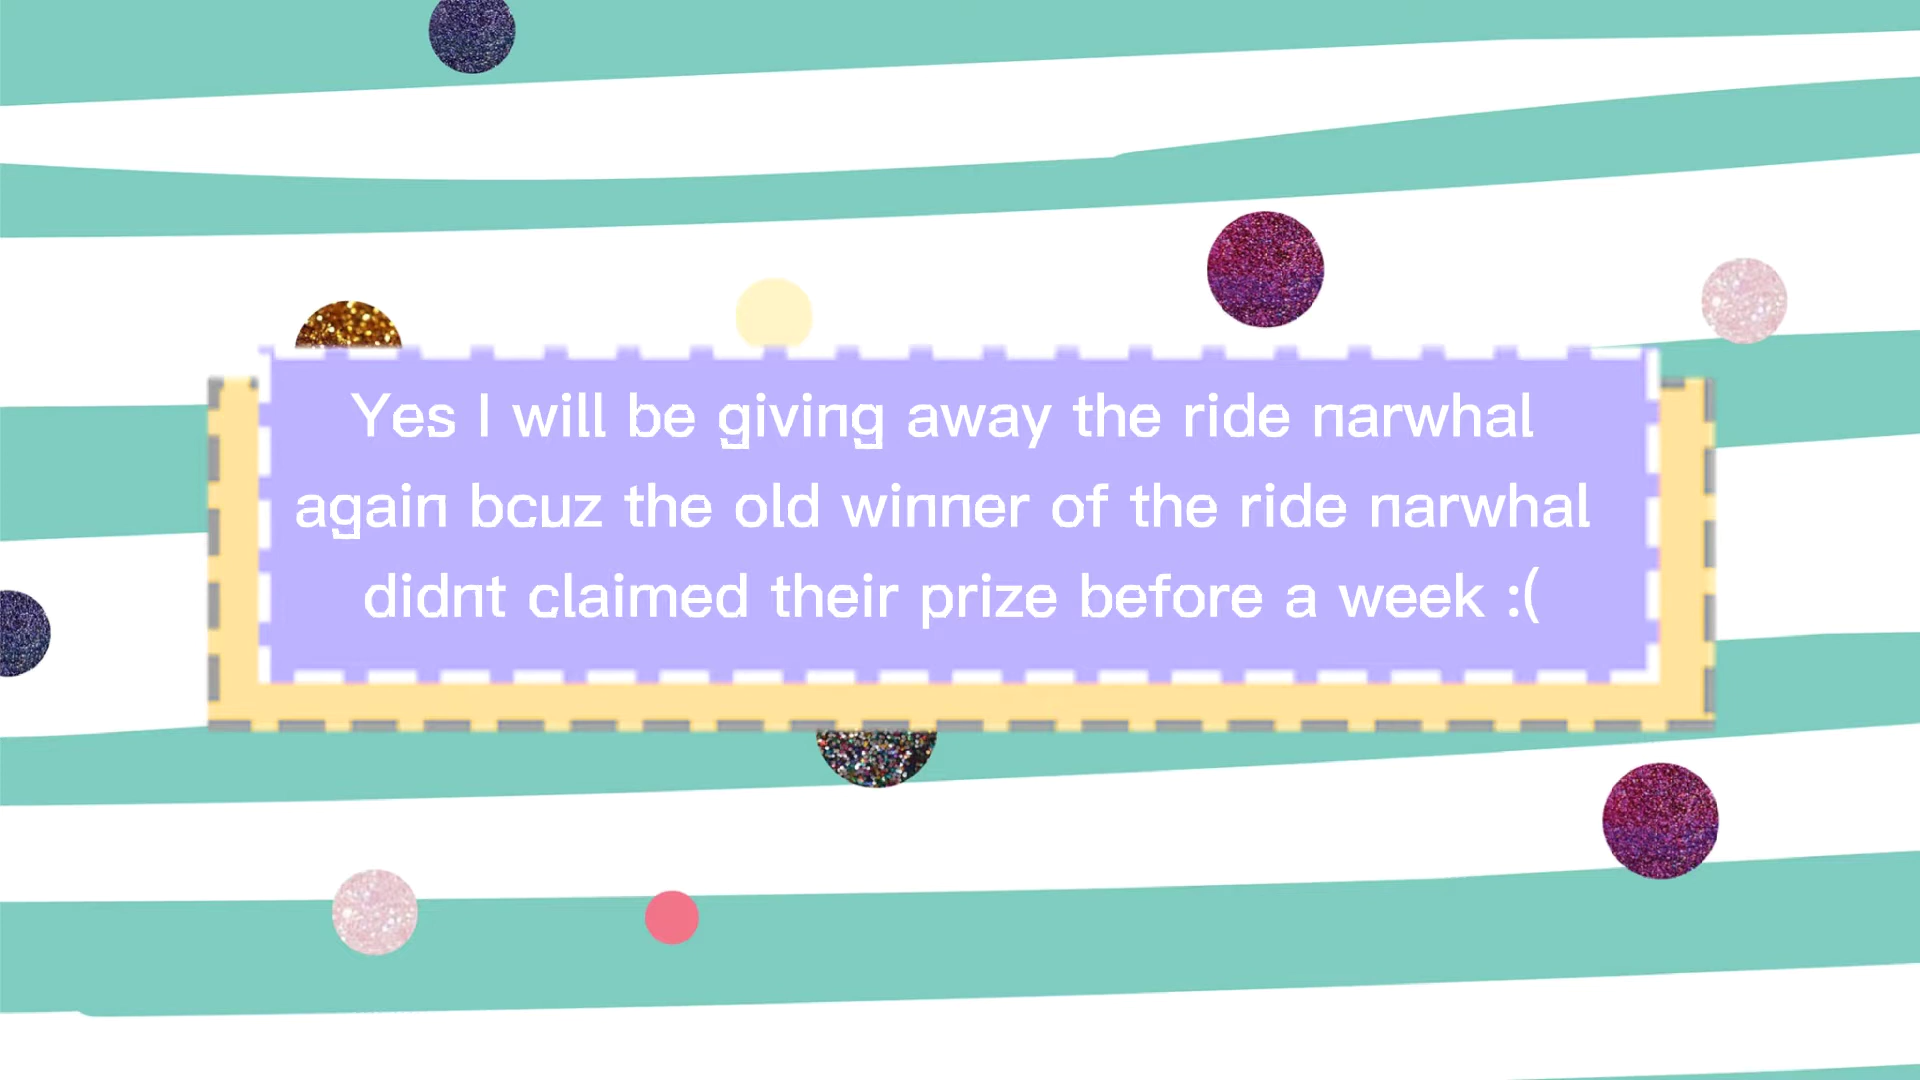 Yes I will be giving away the ride narwhal
again bcuz the old winner of the ride narwhal
didnt claimed their prize before a week :(